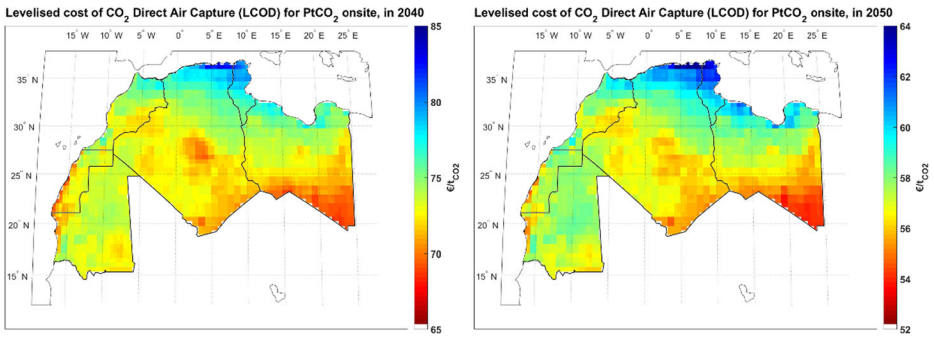 Levelised cost of CO2 Direct Air Capture (LCOD) for PtCO2 onsite, in 2040
15° W 10° W 5° W 0° 5° E 10° E 15° E 20° E 25° E
35° N
30° N
25° N
20° N
15° N
85
80
75
70
65
€/tCO2
Levelised cost of CO2 Direct Air Capture (LCOD) for PtCO2 onsite, in 2050
15° W 10° W 5° W 0° 5° E 10° E 15° E 20° E 25° E
35° N
30° N
25° N
20° N
15° N
64
62
60
58
56
54
52
€/tCO2